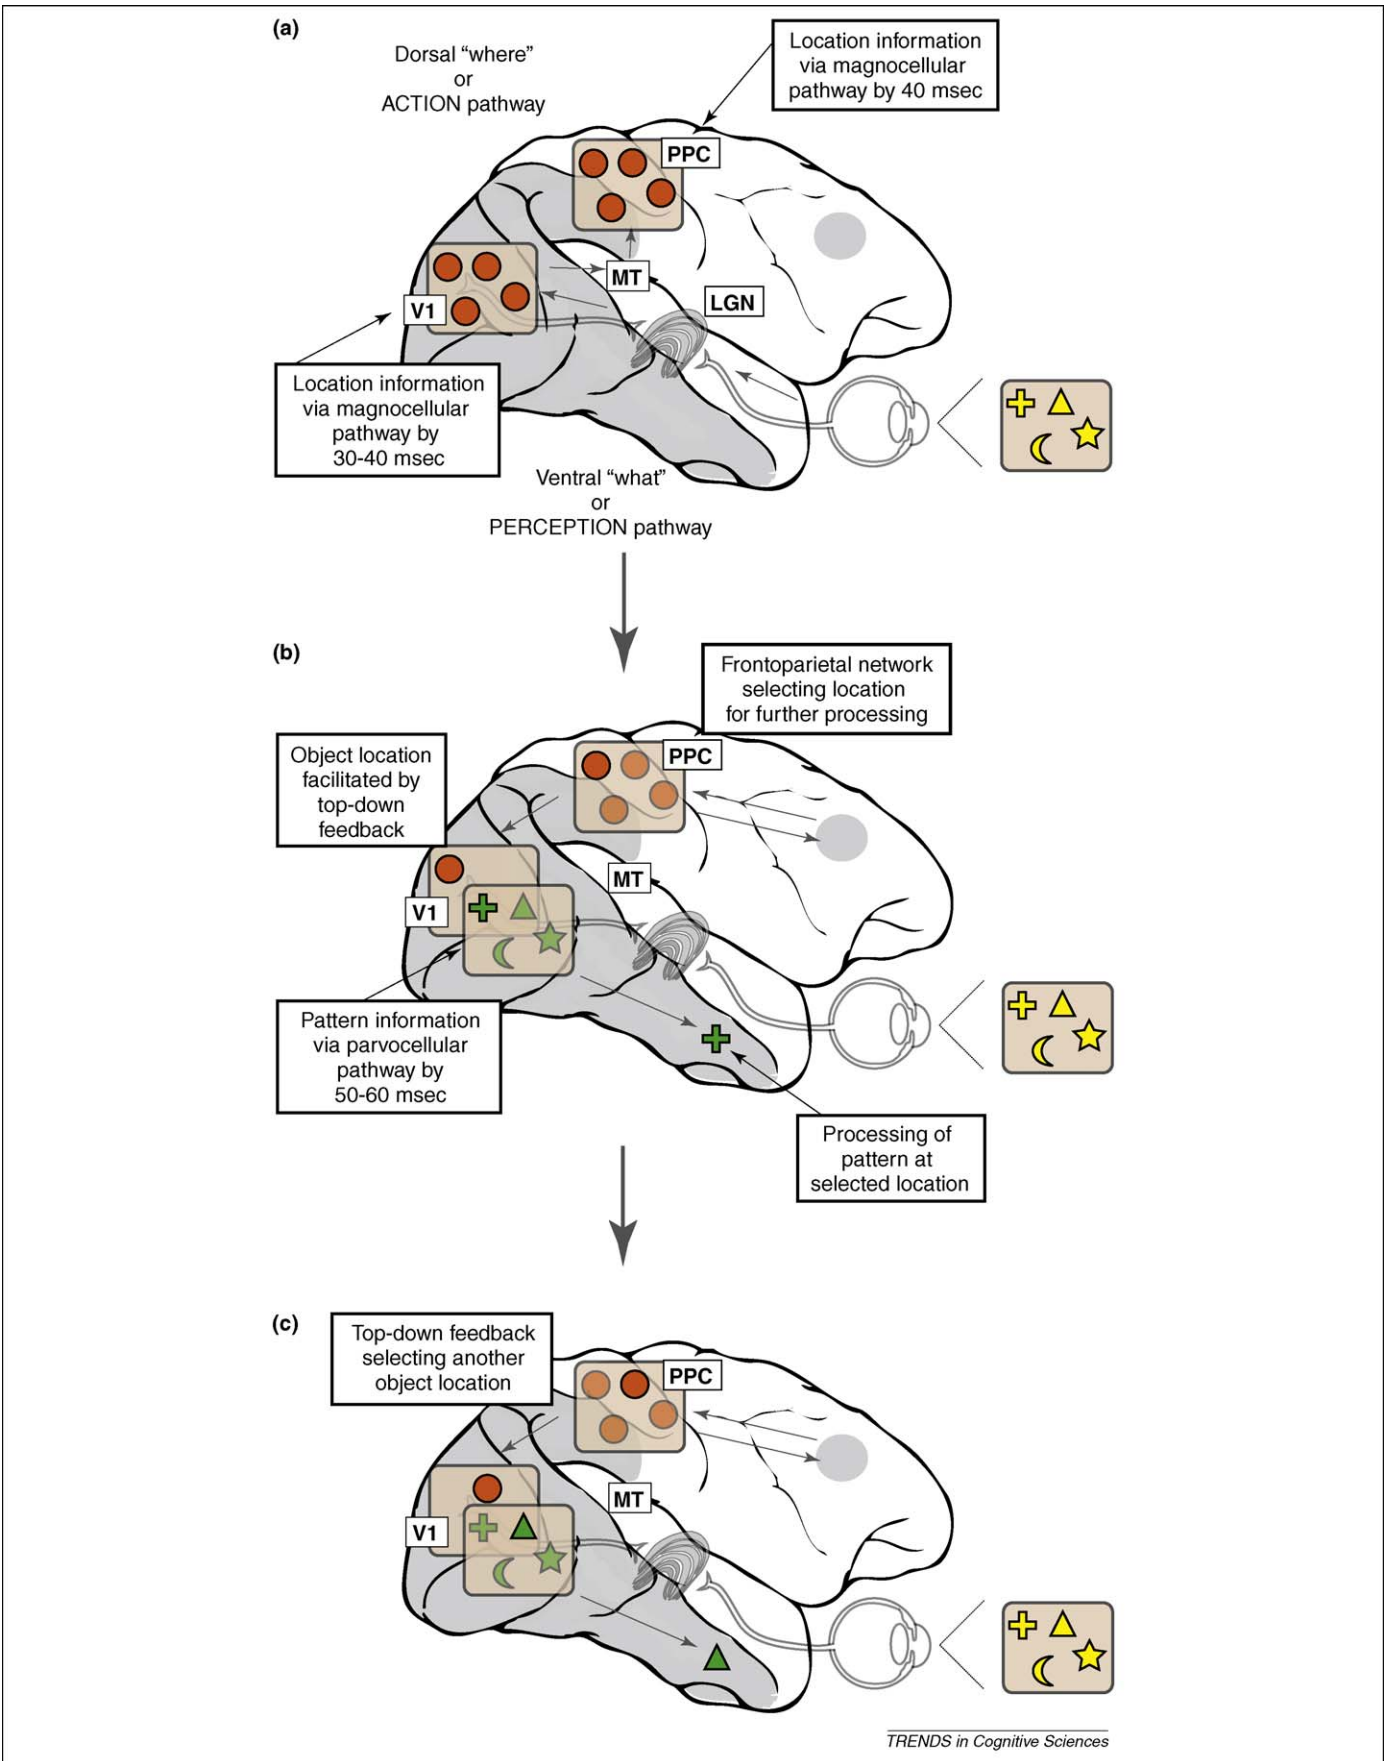 (a)
Dorsal “where”
or
ACTION pathway
Location information
via magnocellular
pathway by 40 msec
PPC
MT
LGN
V1
Location information
via magnocellular
pathway by
30-40 msec
Ventral “what”
or
PERCEPTION pathway
(b)
Frontoparietal network
selecting location
for further processing
Object location
facilitated by
top-down
feedback
PPC
MT
V1
Pattern information
via parvocellular
pathway by
50-60 msec
Processing of
pattern at
selected location
(c)
Top-down feedback
selecting another
object location
PPC
MT
V1
TRENDS in Cognitive Sciences